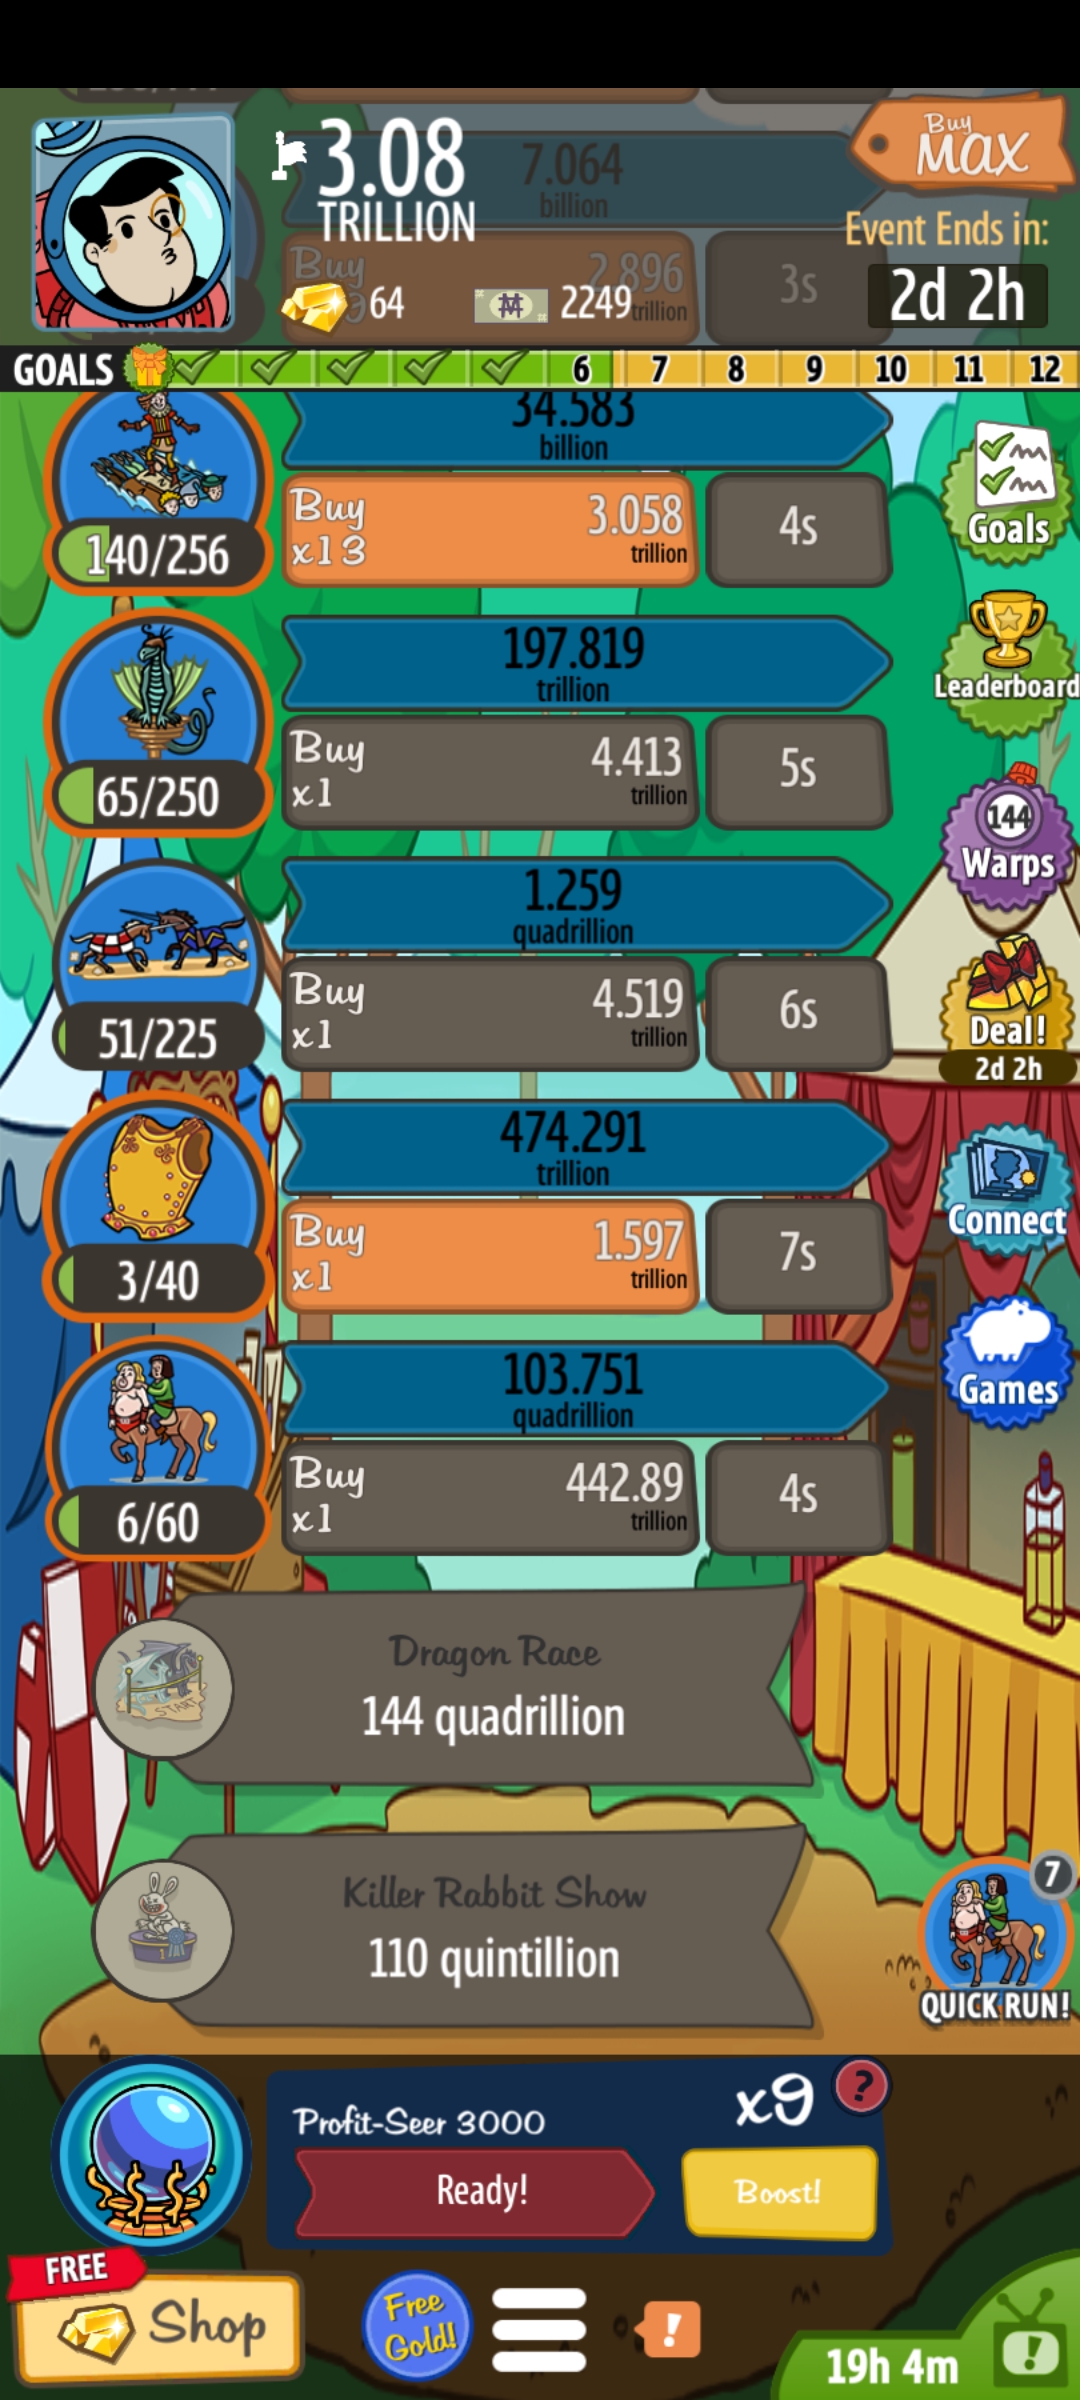 3.08
TRILLION
7.064
billion
Buy
MAX
Event Ends in:
2d 2h
Buy
2.896
trillion
3s
64
2249
GOALS
6 7 8 9 10 11 12
34.583
billion
140/256
Buy
x13
3.058
trillion
4s
Goals
65/250
197.819
trillion
Buy
x1
4.413
trillion
5s
Leaderboard
51/225
1.259
quadrillion
Buy
x1
4.519
trillion
6s
144
Warps
Deal!
2d 2h
3/40
474.291
trillion
Buy
x1
1.597
trillion
7s
Connect
6/60
103.751
quadrillion
Buy
x1
442.89
trillion
4s
Games
START
Dragon Race
144 quadrillion
1
Killer Rabbit Show
110 quintillion
7
QUICK RUN!
Profit-Seer 3000
x9
?
Ready!
Boost!
FREE
Shop
Free
Gold!
!
19h 4m
!